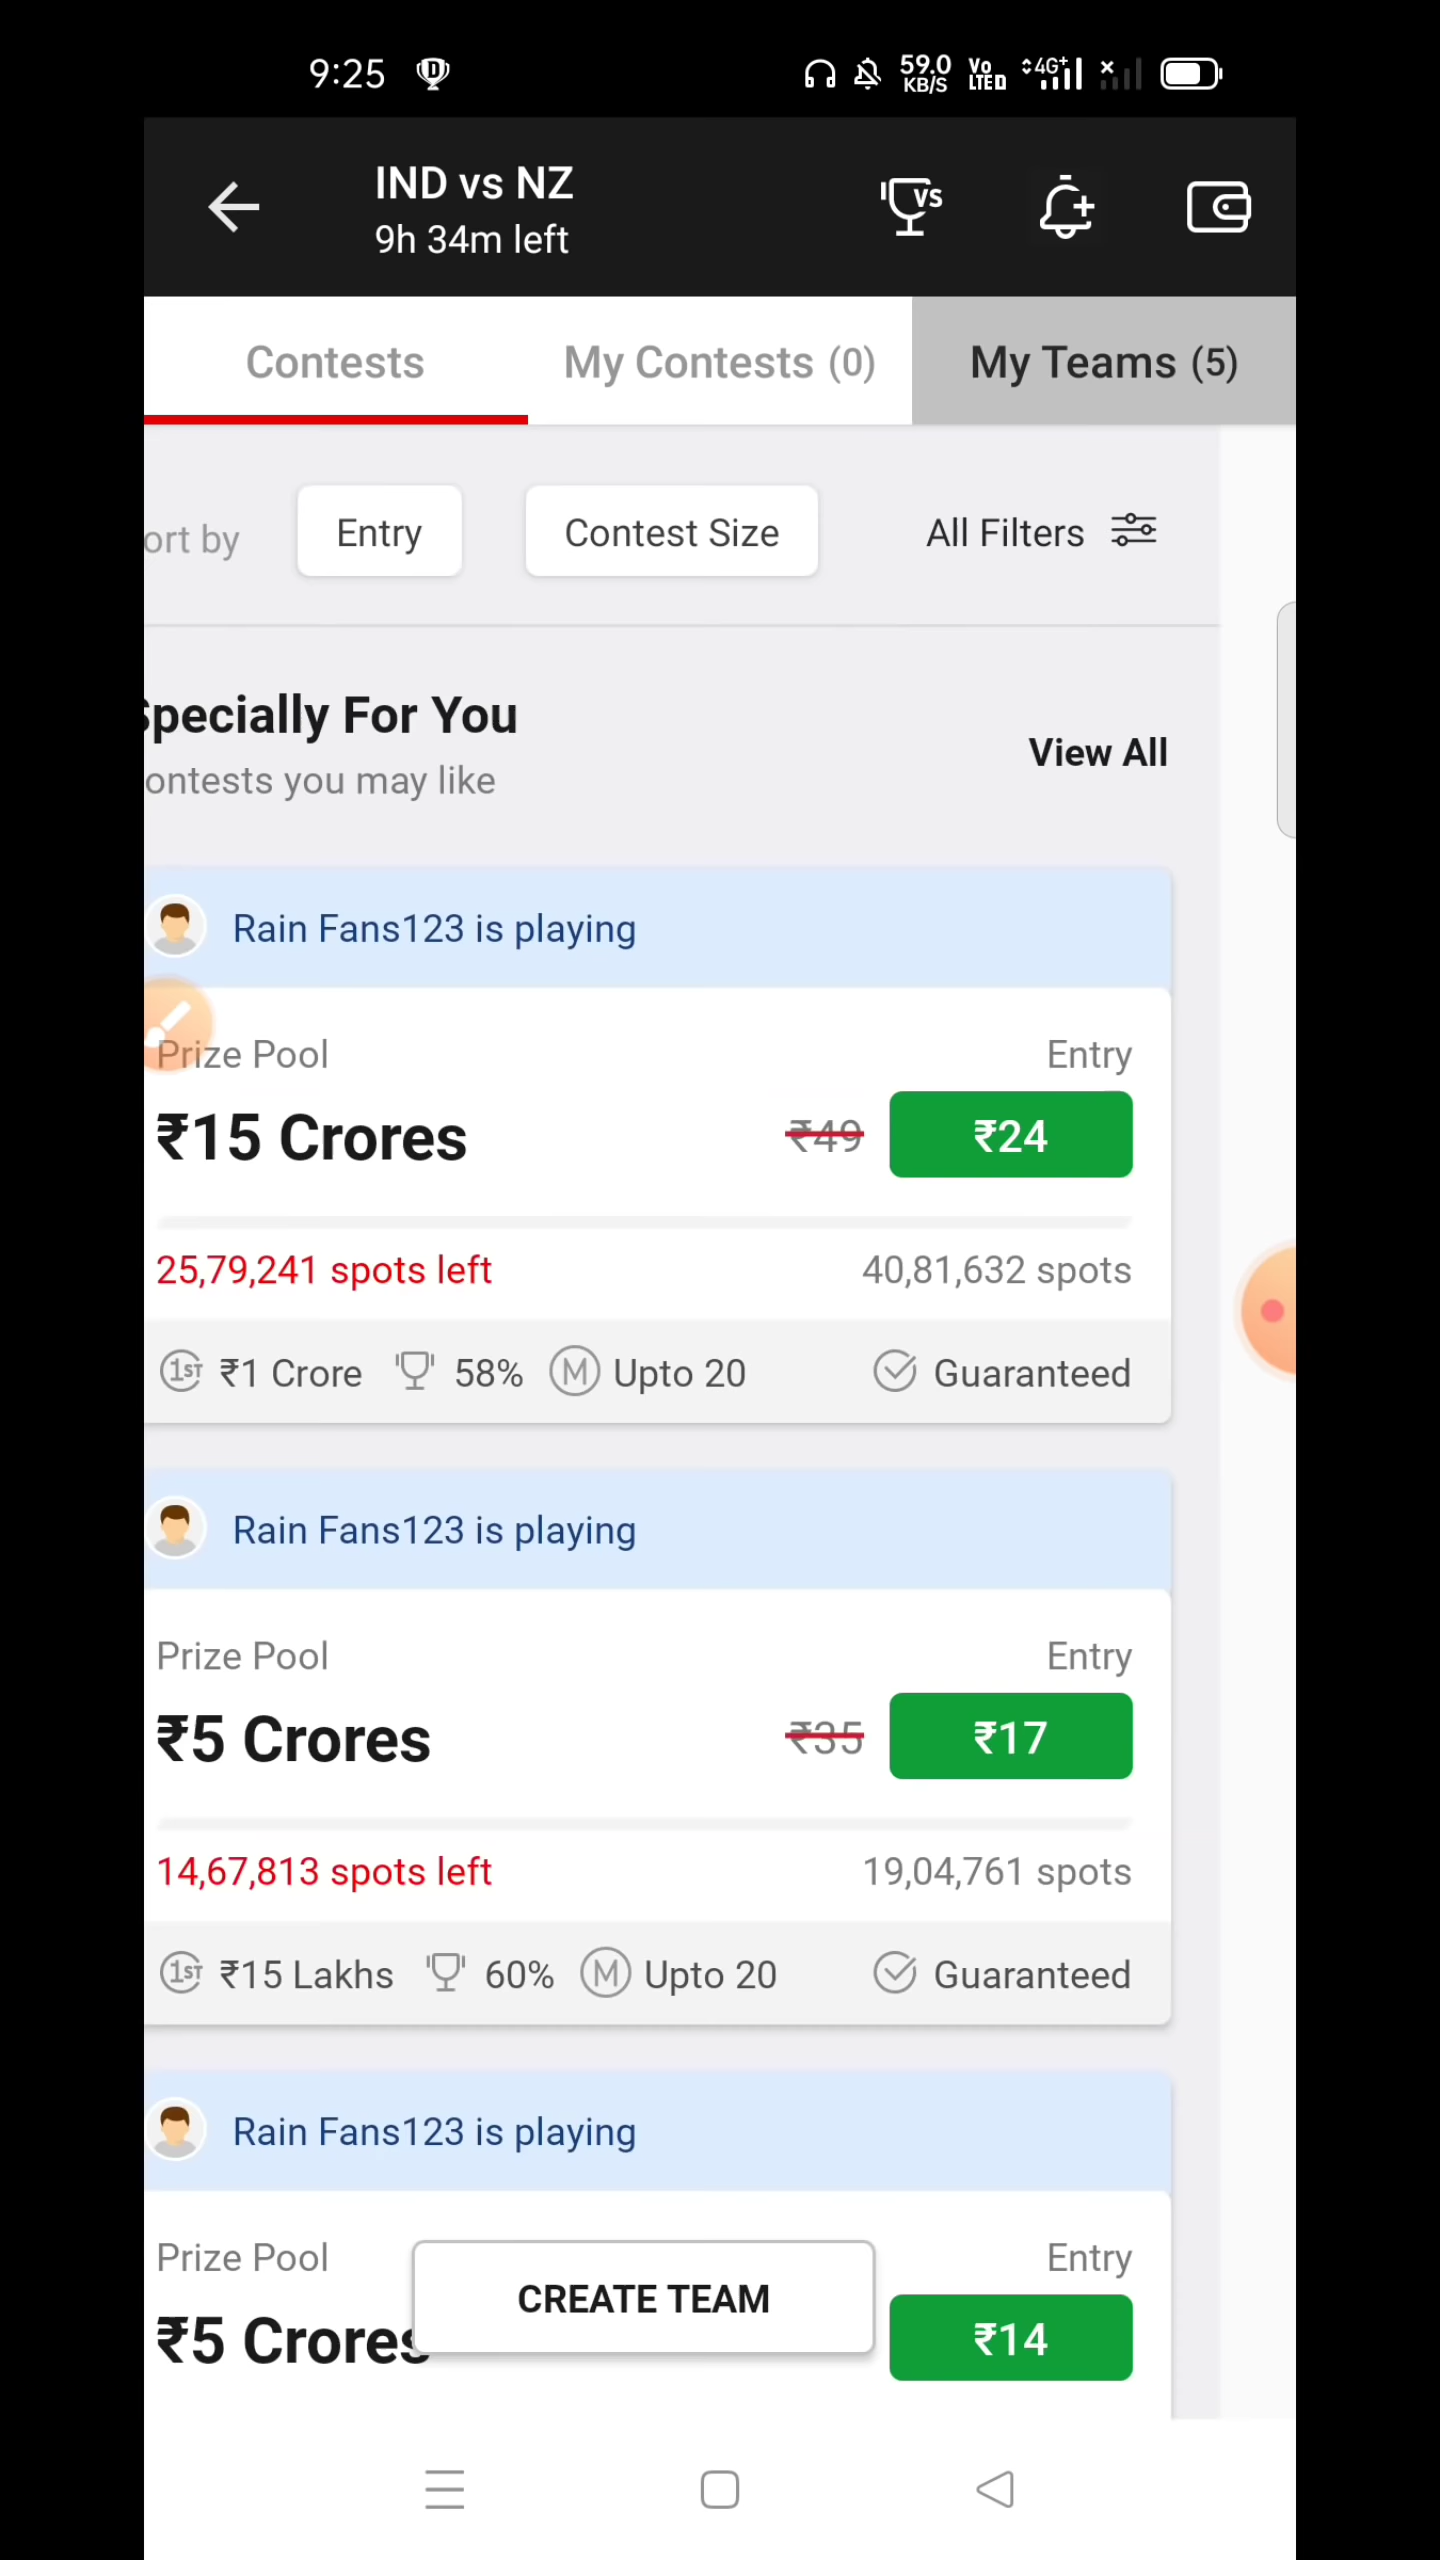 9:25
59.0 KB/S Vo LTE 4G+
IND vs NZ
9h 34m left
VS
Contests My Contests (0) My Teams (5)
ort by Entry Contest Size All Filters
Specially For You
ontests you may like
View All
Rain Fans123 is playing
Prize Pool Entry
₹15 Crores ₹49 ₹24
25,79,241 spots left 40,81,632 spots
1ST ₹1 Crore 58% M Upto 20 Guaranteed
Rain Fans123 is playing
Prize Pool Entry
₹5 Crores ₹35 ₹17
14,67,813 spots left 19,04,761 spots
1ST ₹15 Lakhs 60% M Upto 20 Guaranteed
Rain Fans123 is playing
Prize Pool Entry
₹5 Crores ₹14
CREATE TEAM